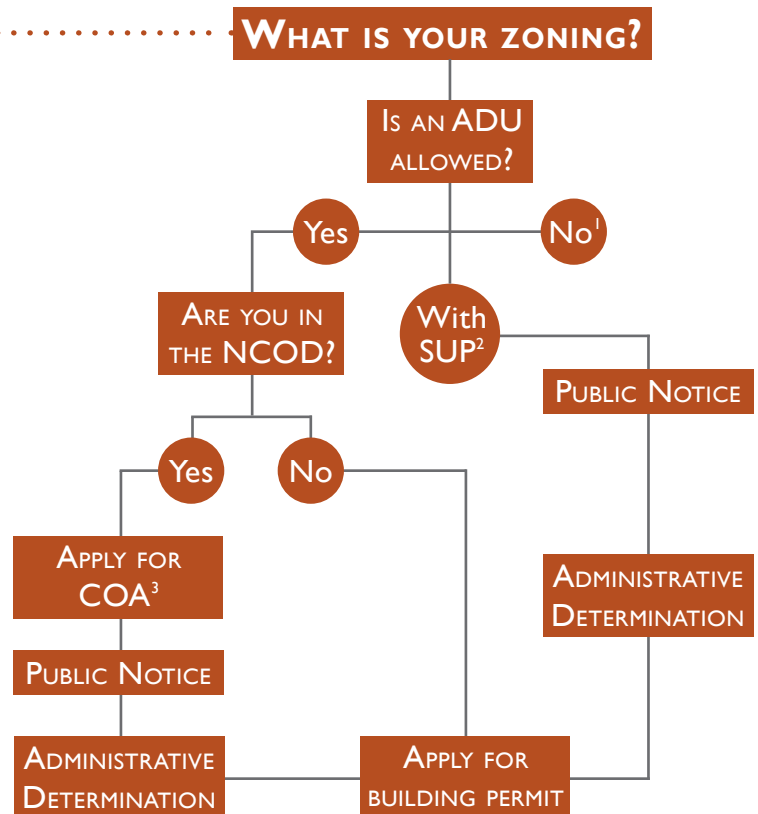 What is your zoning?
Is an ADU
allowed?
Yes
No¹
Are you in
the NCOD?
With
SUP²
Public Notice
Yes
No
Apply for
COA³
Administrative
Determination
Public Notice
Administrative
Determination
Apply for
building permit